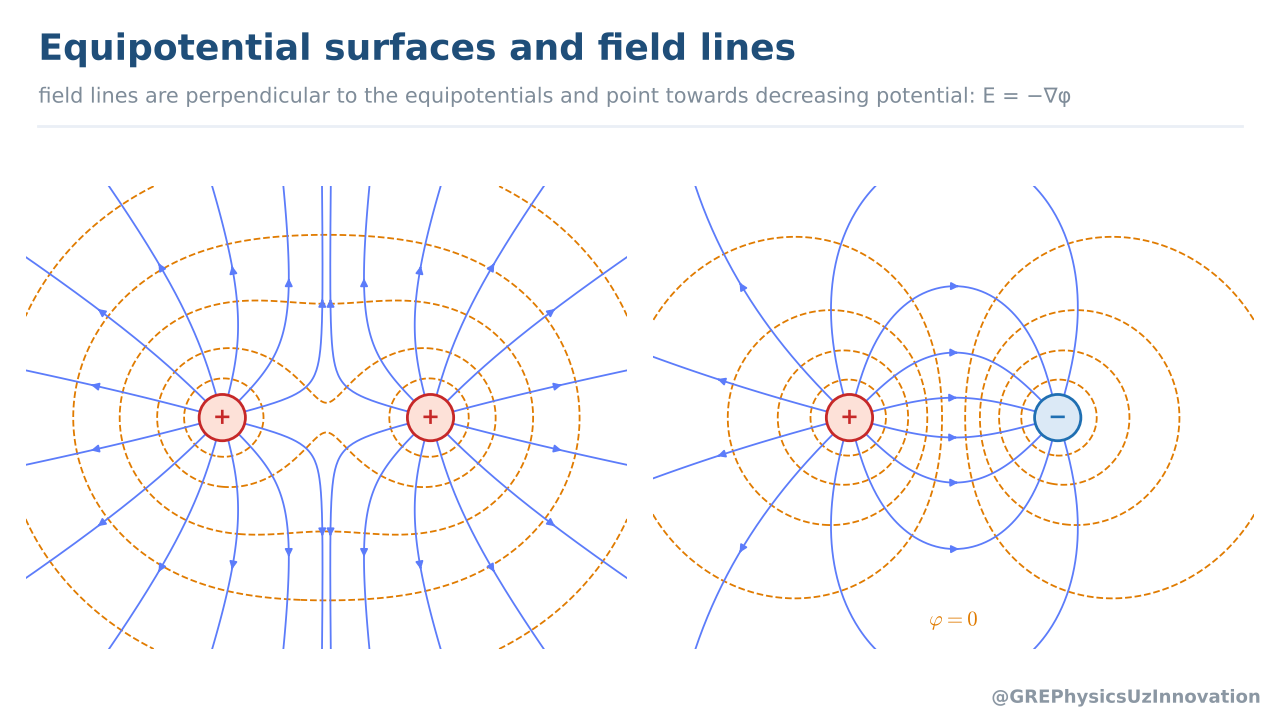 Equipotential surfaces and field lines
field lines are perpendicular to the equipotentials and point towards decreasing potential: E = −∇φ
+ + + −
φ = 0
@GREPhysicsUzInnovation